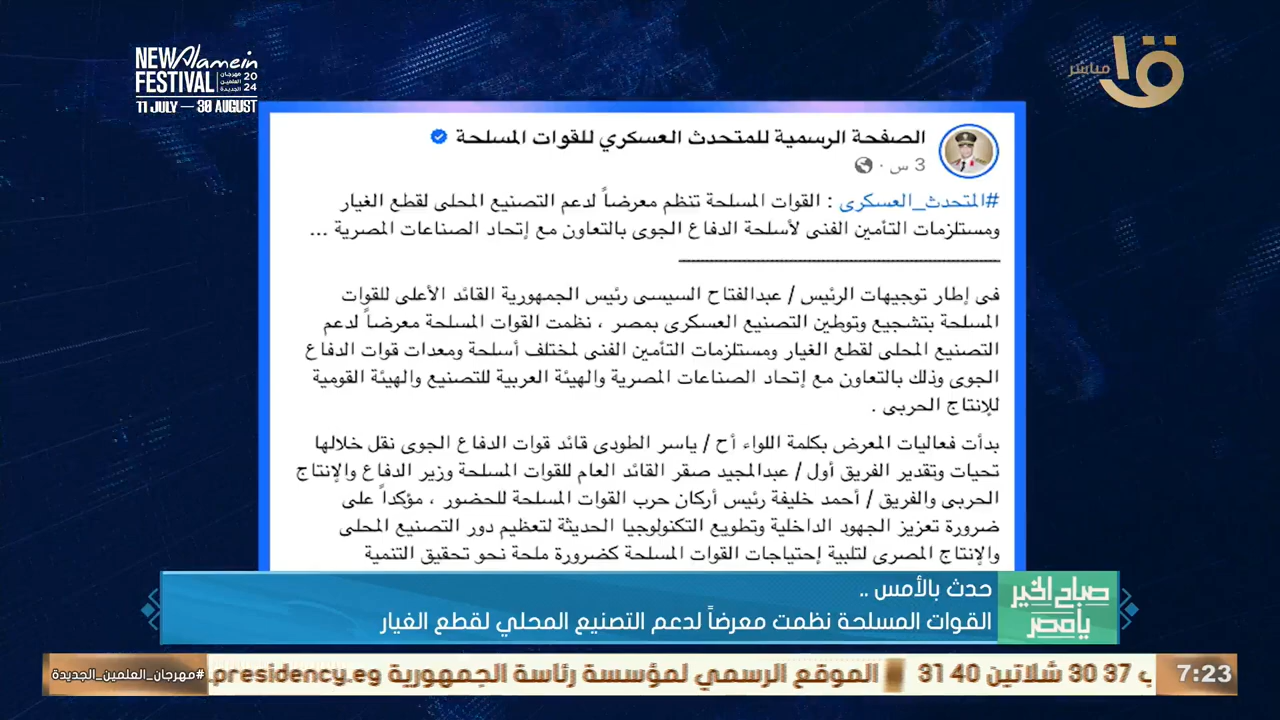 NEW Alamein
FESTIVAL
مهرجان
العلمين
الجديدة
20
24
11 JULY — 30 AUGUST
مباشر
الصفحة الرسمية للمتحدث العسكري للقوات المسلحة
3 س ·
#المتحدث_العسكرى : القوات المسلحة تنظم معرضاً لدعم التصنيع المحلى لقطع الغيار
ومستلزمات التأمين الفنى لأسلحة الدفاع الجوى بالتعاون مع إتحاد الصناعات المصرية ...
فى إطار توجيهات الرئيس / عبدالفتاح السيسى رئيس الجمهورية القائد الأعلى للقوات
المسلحة بتشجيع وتوطين التصنيع العسكرى بمصر ، نظمت القوات المسلحة معرضاً لدعم
التصنيع المحلى لقطع الغيار ومستلزمات التأمين الفنى لمختلف أسلحة ومعدات قوات الدفاع
الجوى وذلك بالتعاون مع إتحاد الصناعات المصرية والهيئة العربية للتصنيع والهيئة القومية
للإنتاج الحربى .
بدأت فعاليات المعرض بكلمة اللواء أح / ياسر الطودى قائد قوات الدفاع الجوى نقل خلالها
تحيات وتقدير الفريق أول / عبدالمجيد صقر القائد العام للقوات المسلحة وزير الدفاع والإنتاج
الحربى والفريق / أحمد خليفة رئيس أركان حرب القوات المسلحة للحضور ، مؤكداً على
ضرورة تعزيز الجهود الداخلية وتطويع التكنولوجيا الحديثة لتعظيم دور التصنيع المحلى
والإنتاج المصرى لتلبية إحتياجات القوات المسلحة كضرورة ملحة نحو تحقيق التنمية
صباح الخير
يا مصر
حدث بالأمس ..
القوات المسلحة نظمت معرضاً لدعم التصنيع المحلي لقطع الغيار
7:23
ب 37 30 شلاتين 40 31 الموقع الرسمي لمؤسسة رئاسة الجمهورية presidency.eg.
#مهرجان_العلمين_الجديدة